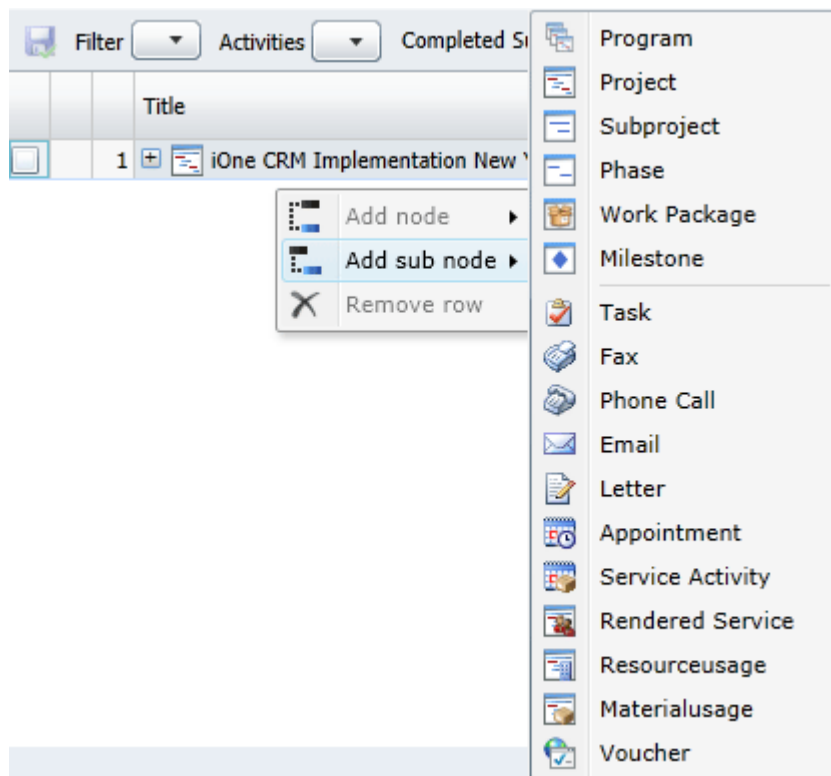 Filter Activities Completed
Title
1 iOne CRM Implementation New
Add node
Add sub node
Remove row
Program
Project
Subproject
Phase
Work Package
Milestone
Task
Fax
Phone Call
Email
Letter
Appointment
Service Activity
Rendered Service
Resourceusage
Materialusage
Voucher